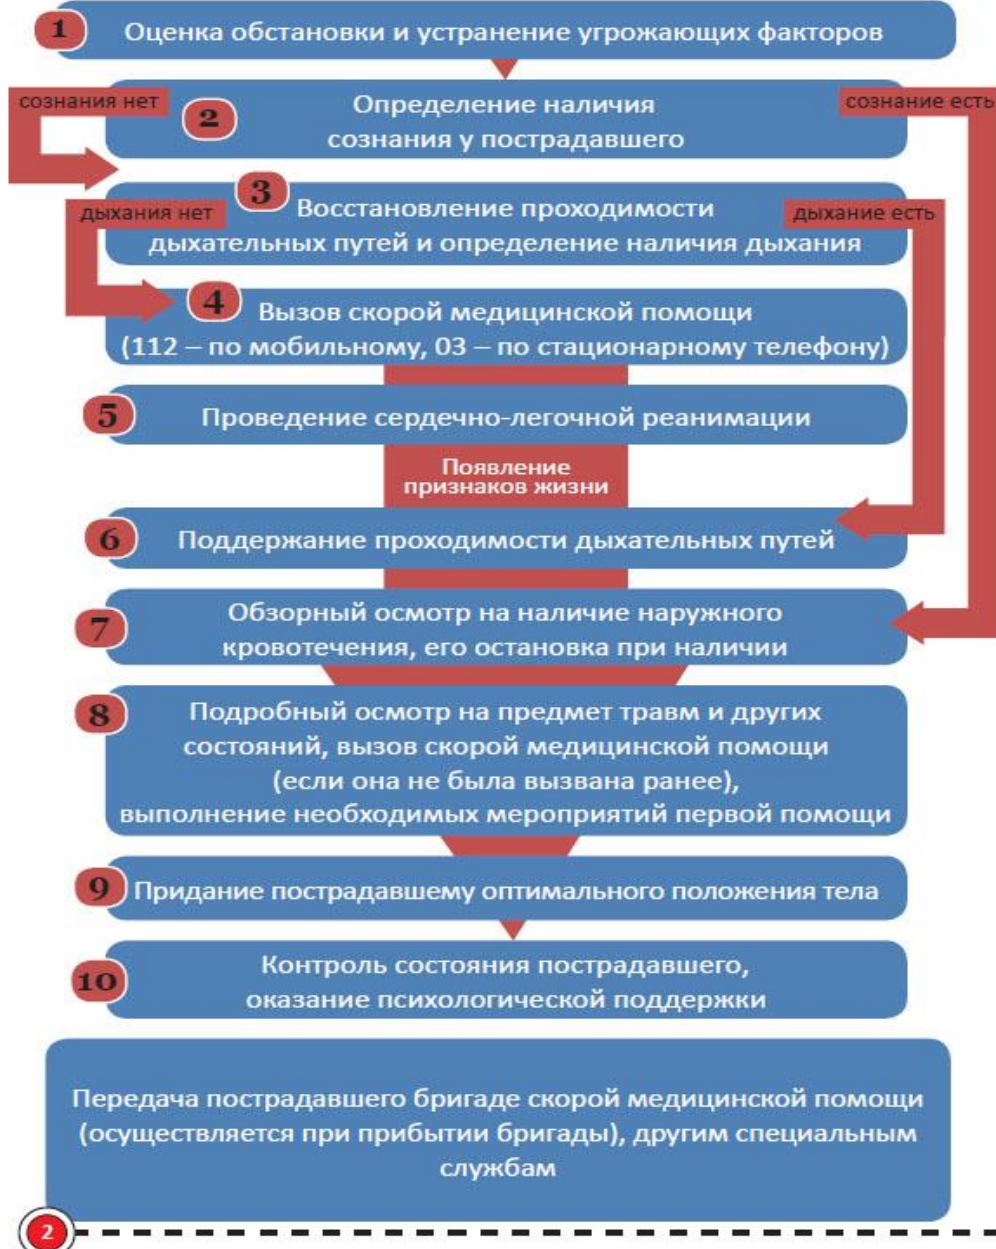 1 Оценка обстановки и устранение угрожающих факторов
сознания нет
2 Определение наличия
сознания у пострадавшего
сознание есть
дыхания нет
3 Восстановление проходимости
дыхание есть
дыхательных путей и определение наличия дыхания
4 Вызов скорой медицинской помощи
(112 – по мобильному, 03 – по стационарному телефону)
5 Проведение сердечно-легочной реанимации
Появление
признаков жизни
6 Поддержание проходимости дыхательных путей
7 Обзорный осмотр на наличие наружного
кровотечения, его остановка при наличии
8 Подробный осмотр на предмет травм и других
состояний, вызов скорой медицинской помощи
(если она не была вызвана ранее),
выполнение необходимых мероприятий первой помощи
9 Придание пострадавшему оптимального положения тела
10 Контроль состояния пострадавшего,
оказание психологической поддержки
Передача пострадавшего бригаде скорой медицинской помощи
(осуществляется при прибытии бригады), другим специальным
службам
2